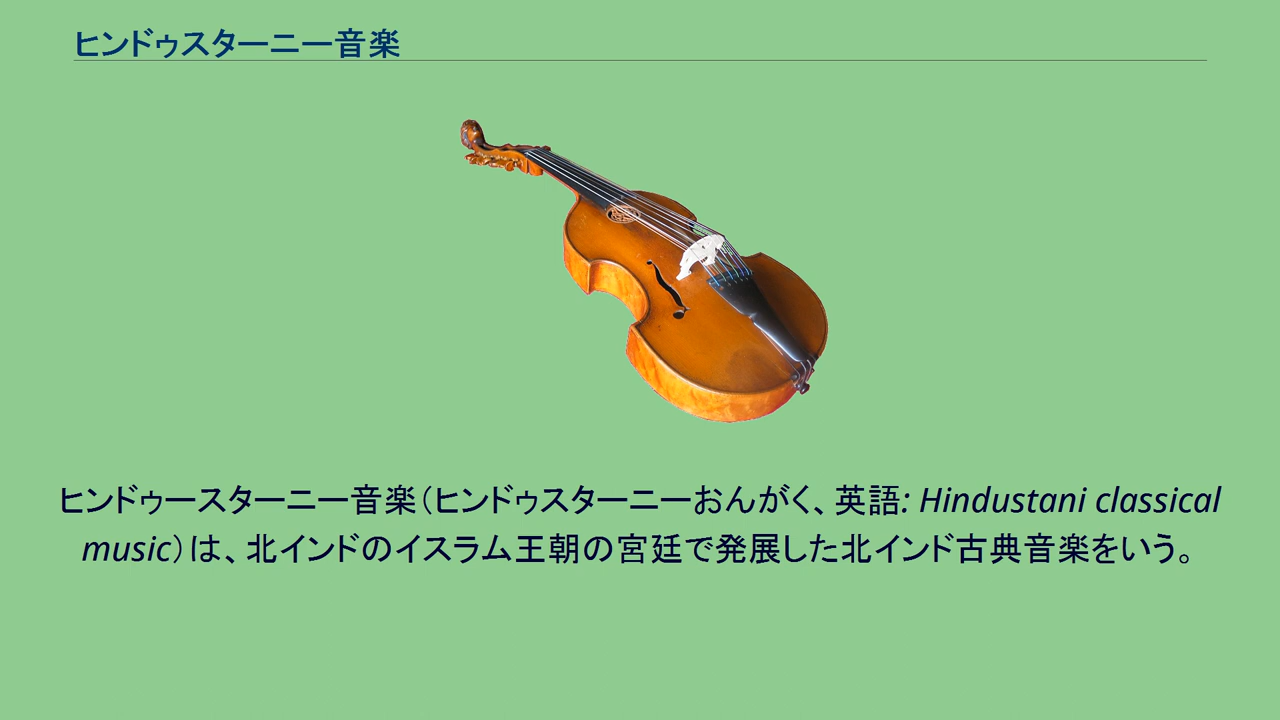 ヒンドゥスターニー音楽
ヒンドゥースターニー音楽（ヒンドゥスターニーおんがく、英語: Hindustani classical
music）は、北インドのイスラム王朝の宮廷で発展した北インド古典音楽をいう。